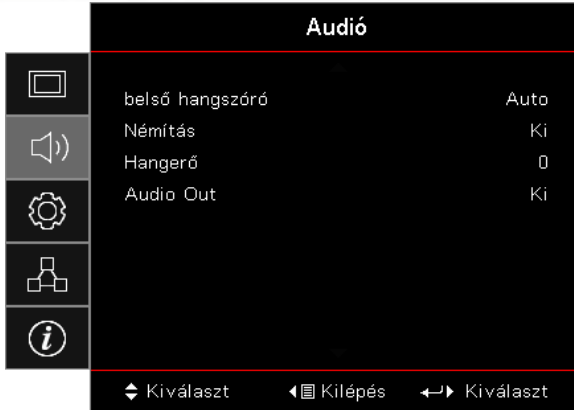 Audió
belső hangszóró Auto
Némítás Ki
Hangerő 0
Audio Out Ki
Kiválaszt Kilépés Kiválaszt